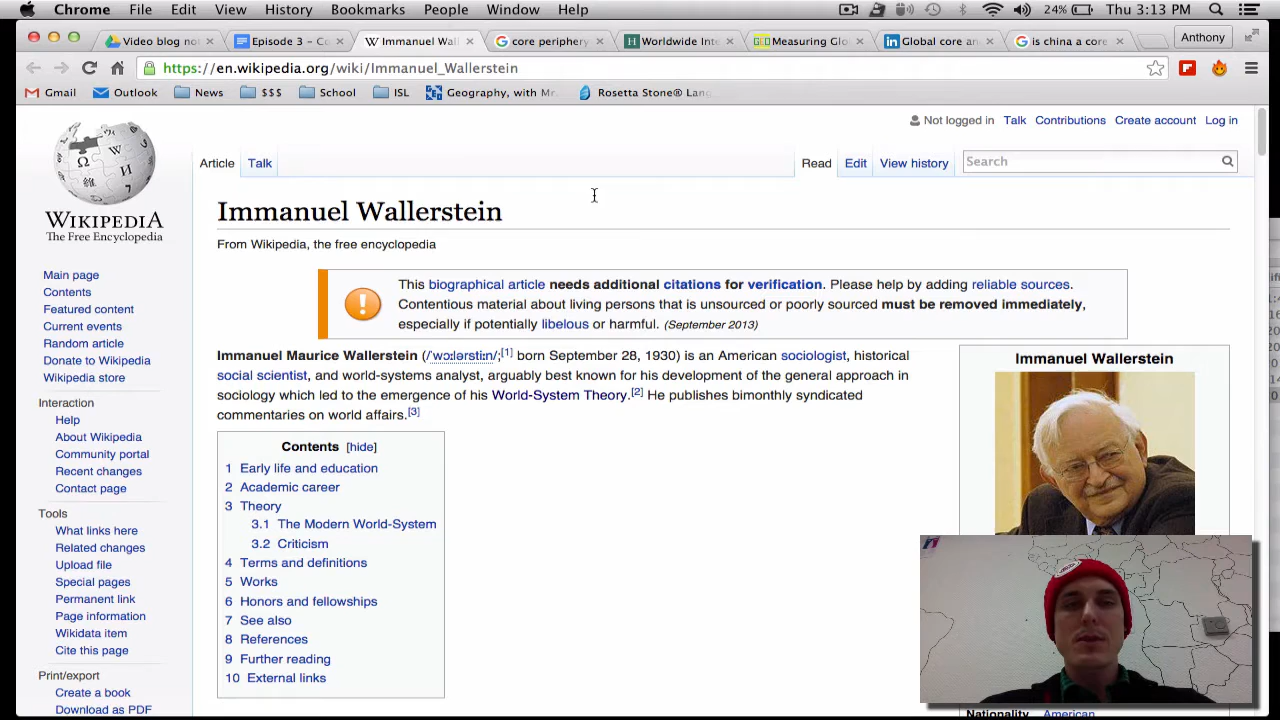 Chrome File Edit View History Bookmarks People Window Help 24% Thu 3:13 PM
Video blog no Episode 3 – C Immanuel Wal core periphery Worldwide Int Measuring Glo Global core an is china a core Anthony
https://en.wikipedia.org/wiki/Immanuel_Wallerstein
Gmail Outlook News $$$ School ISL Geography, with Mr. Rosetta Stone® Lan
Not logged in Talk Contributions Create account Log in
Article Talk Read Edit View history Search
WIKIPEDIA
The Free Encyclopedia
Main page
Contents
Featured content
Current events
Random article
Donate to Wikipedia
Wikipedia store
Interaction
Help
About Wikipedia
Community portal
Recent changes
Contact page
Tools
What links here
Related changes
Upload file
Special pages
Permanent link
Page information
Wikidata item
Cite this page
Print/export
Create a book
Download as PDF
Immanuel Wallerstein
From Wikipedia, the free encyclopedia
This biographical article needs additional citations for verification. Please help by adding reliable sources.
Contentious material about living persons that is unsourced or poorly sourced must be removed immediately,
especially if potentially libelous or harmful. (September 2013)
Immanuel Maurice Wallerstein (/ˈwɔːlərstiːn/;[1] born September 28, 1930) is an American sociologist, historical
social scientist, and world-systems analyst, arguably best known for his development of the general approach in
sociology which led to the emergence of his World-System Theory.[2] He publishes bimonthly syndicated
commentaries on world affairs.[3]
Contents [hide]
1 Early life and education
2 Academic career
3 Theory
3.1 The Modern World-System
3.2 Criticism
4 Terms and definitions
5 Works
6 Honors and fellowships
7 See also
8 References
9 Further reading
10 External links
Immanuel Wallerstein
Nationality American